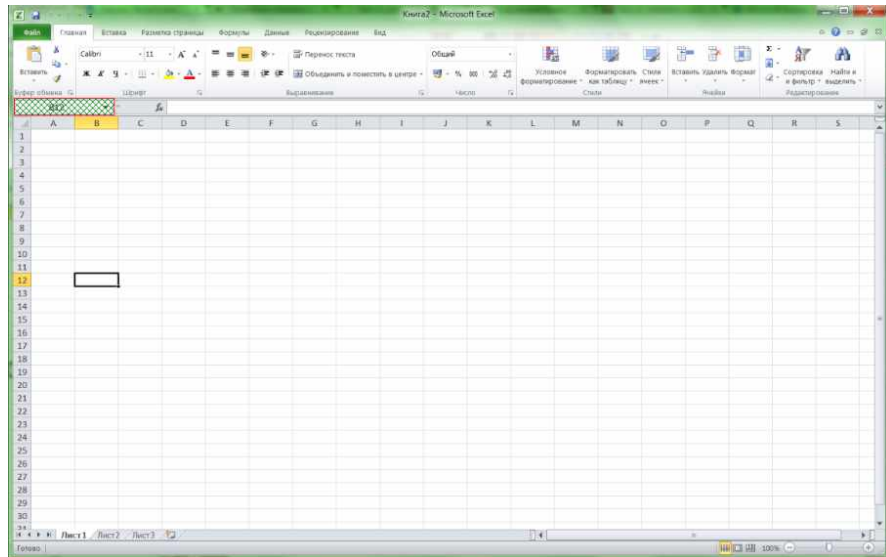 Книга2 - Microsoft Excel
Файл Главная Вставка Разметка страницы Формулы Данные Рецензирование Вид
Вставить
Calibri 11
Ж К Ч
Перенос текста
Объединить и поместить в центре
Общий
% 000
Условное форматирование
Форматировать как таблицу
Стили ячеек
Вставить Удалить Формат
Сортировка и фильтр
Найти и выделить
Буфер обмена Шрифт Выравнивание Число Стили Ячейки Редактирование
B12 fx
A B C D E F G H I J K L M N O P Q R S
1
2
3
4
5
6
7
8
9
10
11
12
13
14
15
16
17
18
19
20
21
22
23
24
25
26
27
28
29
30
31
Лист1 Лист2 Лист3
Готово 100%